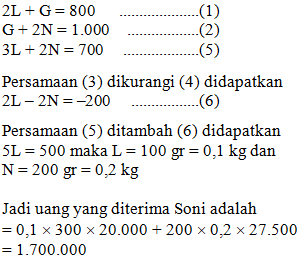 2L + G = 800 ....................(1)
G + 2N = 1.000 ..................(2)
3L + 2N = 700 ...................(5)
Persamaan (3) dikurangi (4) didapatkan
2L – 2N = –200 .................(6)
Persamaan (5) ditambah (6) didapatkan
5L = 500 maka L = 100 gr = 0,1 kg dan
N = 200 gr = 0,2 kg
Jadi uang yang diterima Soni adalah
= 0,1 × 300 × 20.000 + 200 × 0,2 × 27.500
= 1.700.000